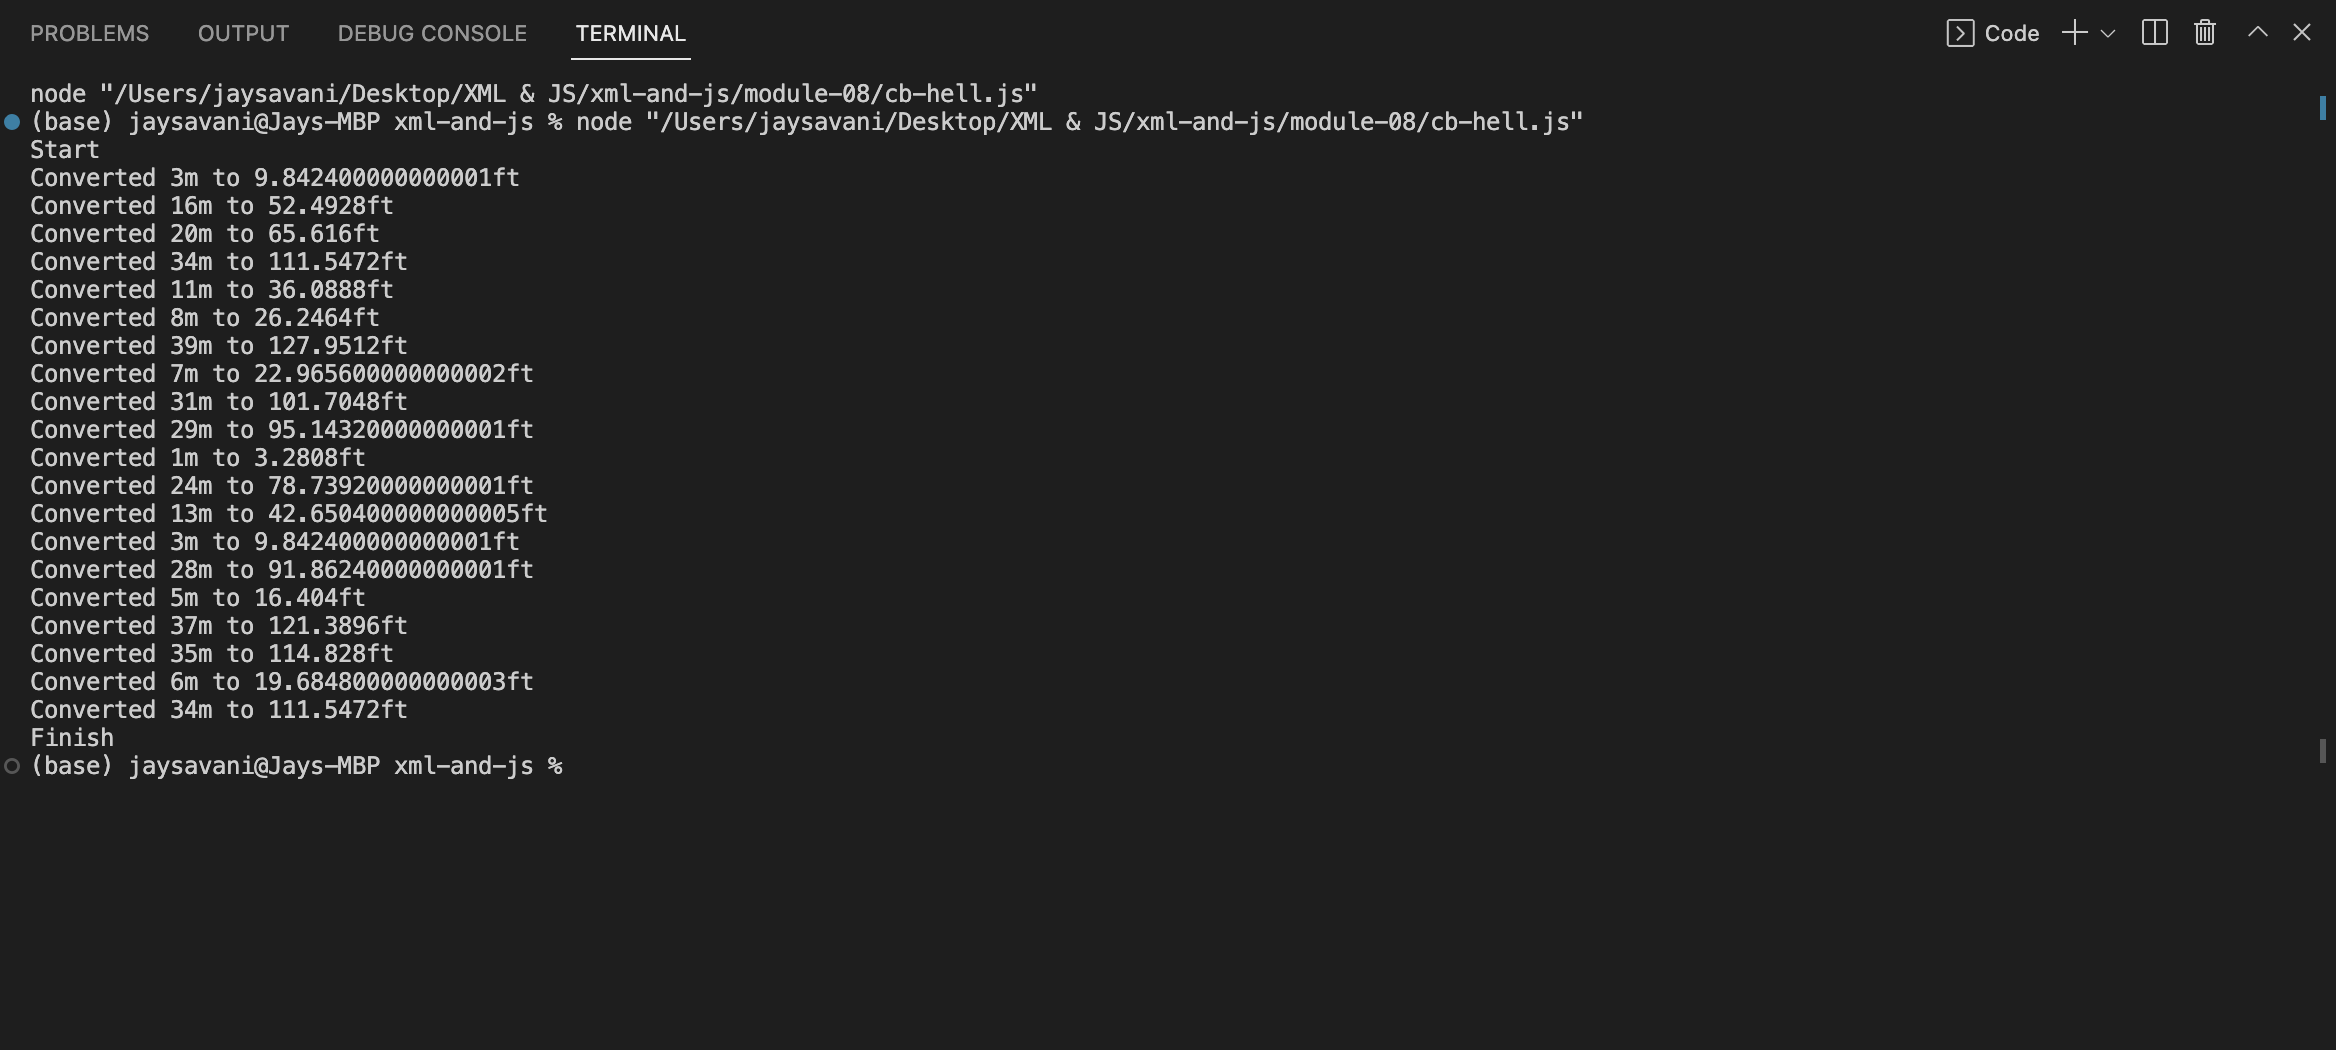 PROBLEMS OUTPUT DEBUG CONSOLE TERMINAL Code
node "/Users/jaysavani/Desktop/XML & JS/xml-and-js/module-08/cb-hell.js"
(base) jaysavani@Jays-MBP xml-and-js % node "/Users/jaysavani/Desktop/XML & JS/xml-and-js/module-08/cb-hell.js"
Start
Converted 3m to 9.842400000000001ft
Converted 16m to 52.4928ft
Converted 20m to 65.616ft
Converted 34m to 111.5472ft
Converted 11m to 36.0888ft
Converted 8m to 26.2464ft
Converted 39m to 127.9512ft
Converted 7m to 22.965600000000002ft
Converted 31m to 101.7048ft
Converted 29m to 95.14320000000001ft
Converted 1m to 3.2808ft
Converted 24m to 78.73920000000001ft
Converted 13m to 42.650400000000005ft
Converted 3m to 9.842400000000001ft
Converted 28m to 91.86240000000001ft
Converted 5m to 16.404ft
Converted 37m to 121.3896ft
Converted 35m to 114.828ft
Converted 6m to 19.684800000000003ft
Converted 34m to 111.5472ft
Finish
(base) jaysavani@Jays-MBP xml-and-js %